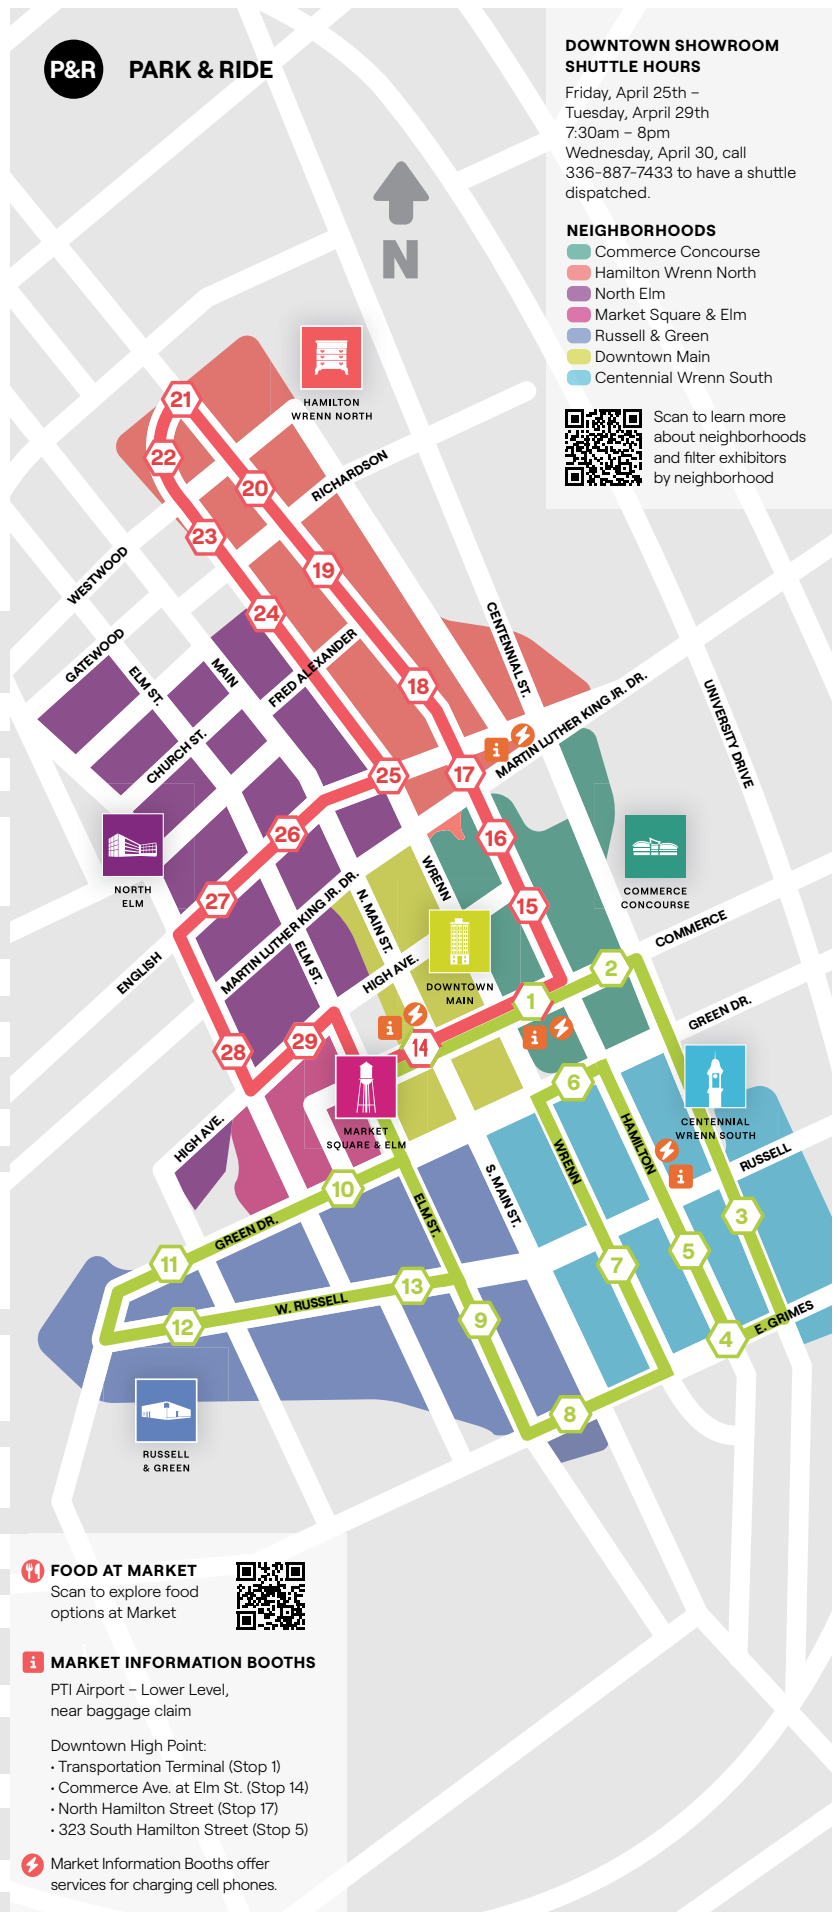 P&R PARK & RIDE
DOWNTOWN SHOWROOM
SHUTTLE HOURS
Friday, April 25th –
Tuesday, Arpril 29th
7:30am – 8pm
Wednesday, April 30, call
336-887-7433 to have a shuttle
dispatched.
N
NEIGHBORHOODS
Commerce Concourse
Hamilton Wrenn North
North Elm
Market Square & Elm
Russell & Green
Downtown Main
Centennial Wrenn South
Scan to learn more
about neighborhoods
and filter exhibitors
by neighborhood
HAMILTON
WRENN NORTH
21
22
20
RICHARDSON
23
19
WESTWOOD
24
CENTENNIAL ST.
GATEWOOD
ELM ST.
MAIN
FRED ALEXANDER
18
MARTIN LUTHER KING JR. DR.
UNIVERSITY DRIVE
CHURCH ST.
25
17
i
26
16
NORTH
ELM
COMMERCE
CONCOURSE
WRENN
27
15
MARTIN LUTHER KING JR. DR.
N. MAIN ST.
COMMERCE
ENGLISH
ELM ST.
HIGH AVE.
DOWNTOWN
MAIN
2
1
GREEN DR.
i
i
28
29
14
6
MARKET
SQUARE & ELM
CENTENNIAL
WRENN SOUTH
HIGH AVE.
WRENN
HAMILTON
i
RUSSELL
10
S. MAIN ST.
ELM ST.
GREEN DR.
3
11
5
7
13
W. RUSSELL
12
9
4
E. GRIMES
8
RUSSELL
& GREEN
FOOD AT MARKET
Scan to explore food
options at Market
i MARKET INFORMATION BOOTHS
PTI Airport – Lower Level,
near baggage claim
Downtown High Point:
• Transportation Terminal (Stop 1)
• Commerce Ave. at Elm St. (Stop 14)
• North Hamilton Street (Stop 17)
• 323 South Hamilton Street (Stop 5)
Market Information Booths offer
services for charging cell phones.